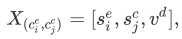 X_{(c_i^e, c_j^c)} = [s_i^e, s_j^c, v^d],